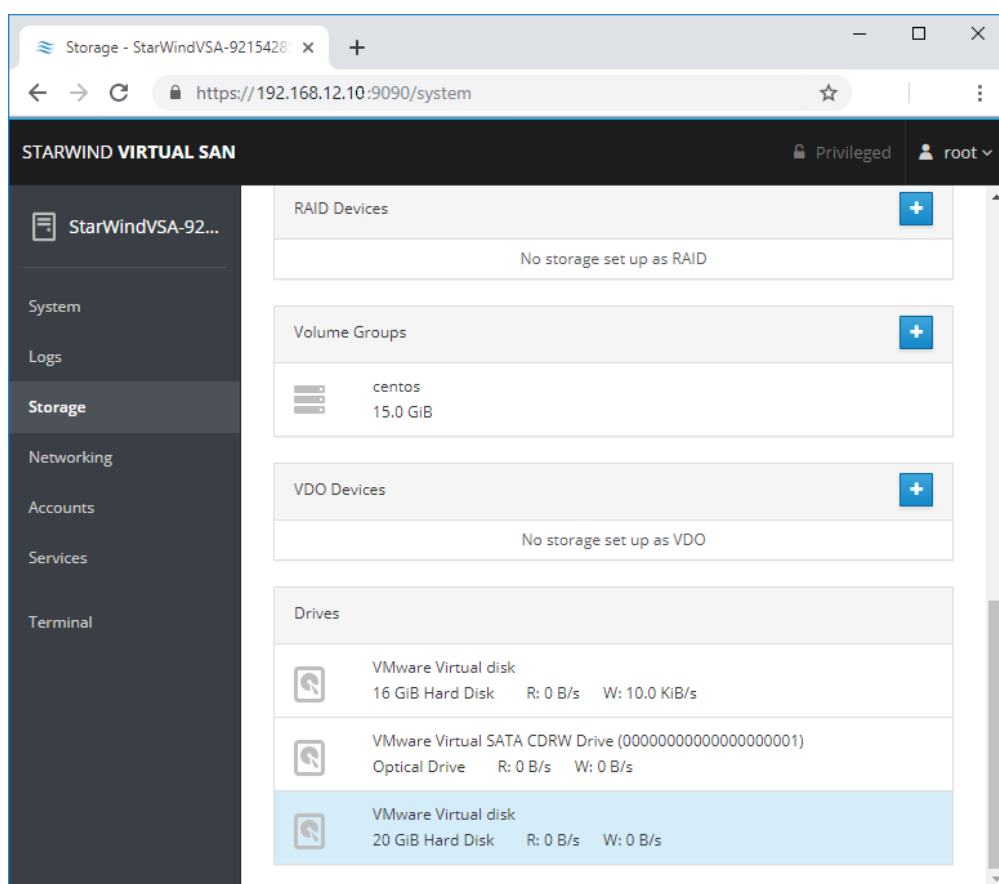 Storage - StarWindVSA-9215428
https://192.168.12.10:9090/system
STARWIND VIRTUAL SAN
Privileged
root
StarWindVSA-92...
System
Logs
Storage
Networking
Accounts
Services
Terminal
RAID Devices
No storage set up as RAID
Volume Groups
centos
15.0 GiB
VDO Devices
No storage set up as VDO
Drives
VMware Virtual disk
16 GiB Hard Disk R: 0 B/s W: 10.0 KiB/s
VMware Virtual SATA CDRW Drive (00000000000000000001)
Optical Drive R: 0 B/s W: 0 B/s
VMware Virtual disk
20 GiB Hard Disk R: 0 B/s W: 0 B/s